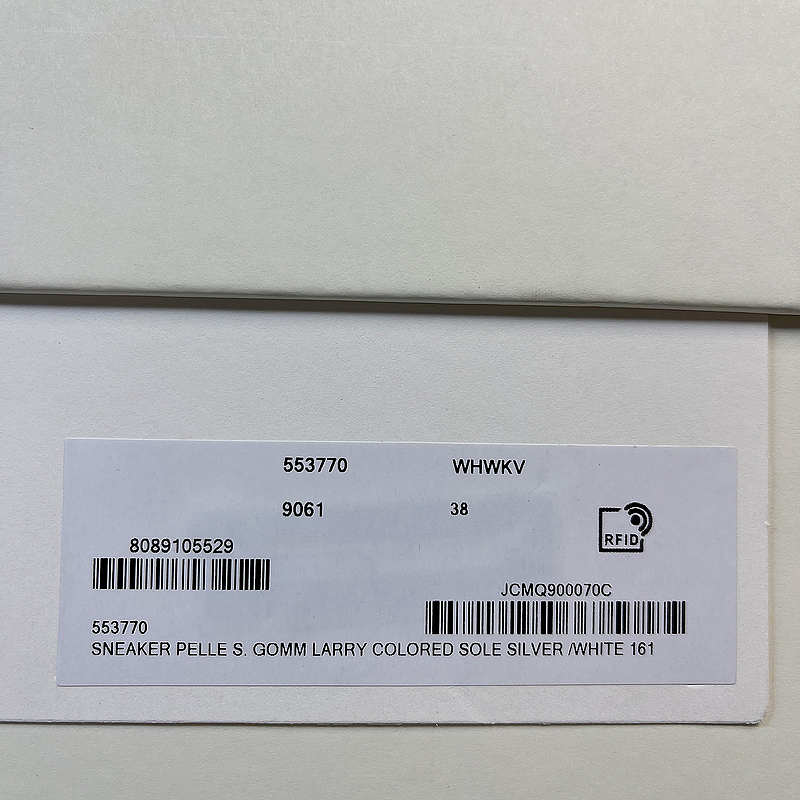 553770 WHWKV
9061 38
RFID
8089105529
JCMQ900070C
553770
SNEAKER PELLE S. GOMM LARRY COLORED SOLE SILVER /WHITE 161